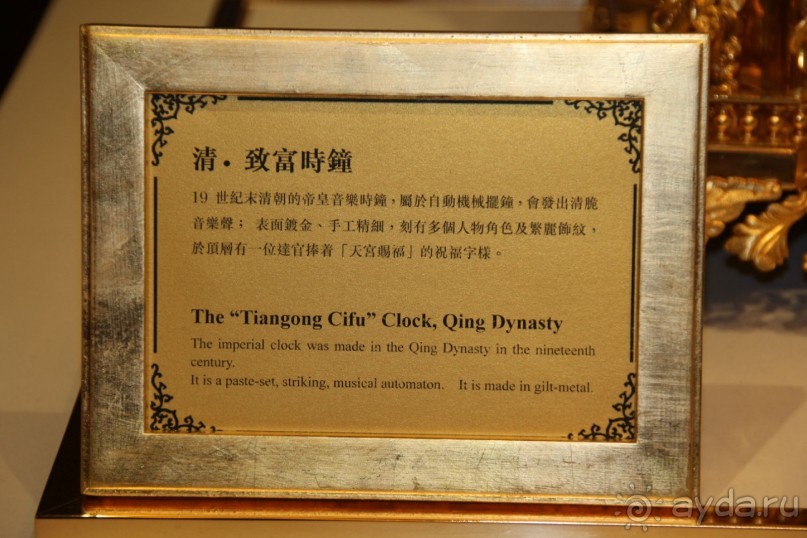 清．致富時鐘
19 世紀末清朝的帝皇音樂時鐘，屬於自動機械擺鐘，會發出清脆
音樂聲； 表面鍍金、手工精細，刻有多個人物角色及繁麗飾紋，
於頂層有一位達官捧着「天宮賜福」的祝福字樣。
The “Tiangong Cifu” Clock, Qing Dynasty
The imperial clock was made in the Qing Dynasty in the nineteenth
century.
It is a paste-set, striking, musical automaton. It is made in gilt-metal.
ayda.ru